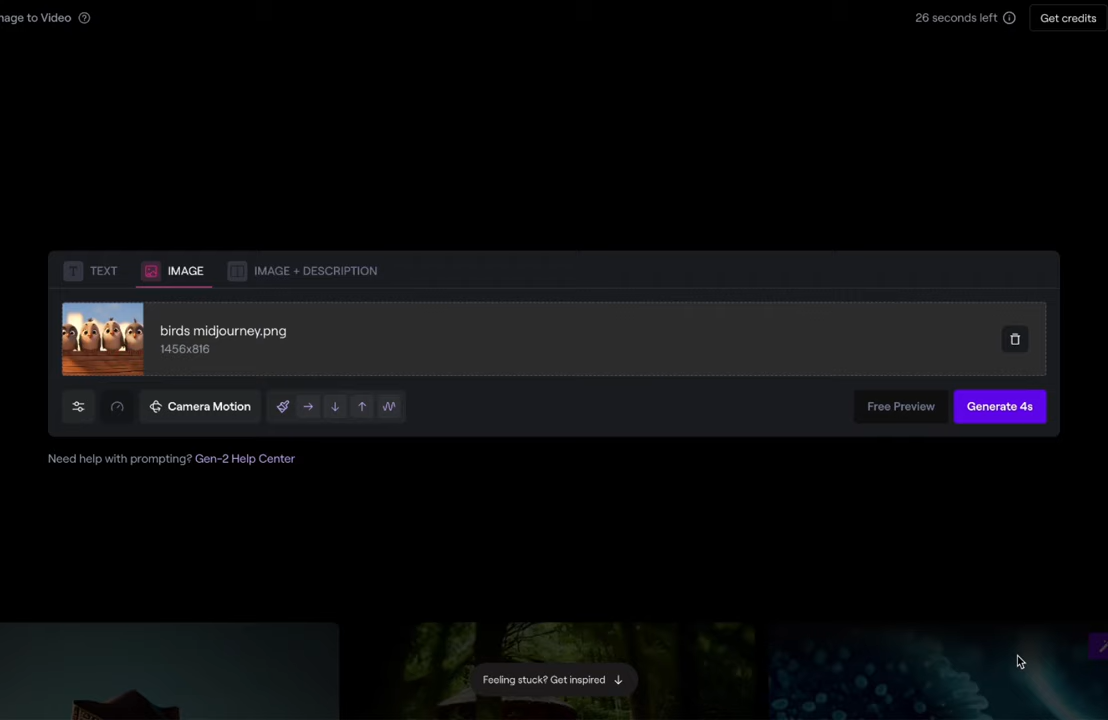 mage to Video
26 seconds left
Get credits
TEXT
IMAGE
IMAGE + DESCRIPTION
birds midjourney.png
1456x816
Camera Motion
Free Preview
Generate 4s
Need help with prompting? Gen-2 Help Center
Feeling stuck? Get inspired